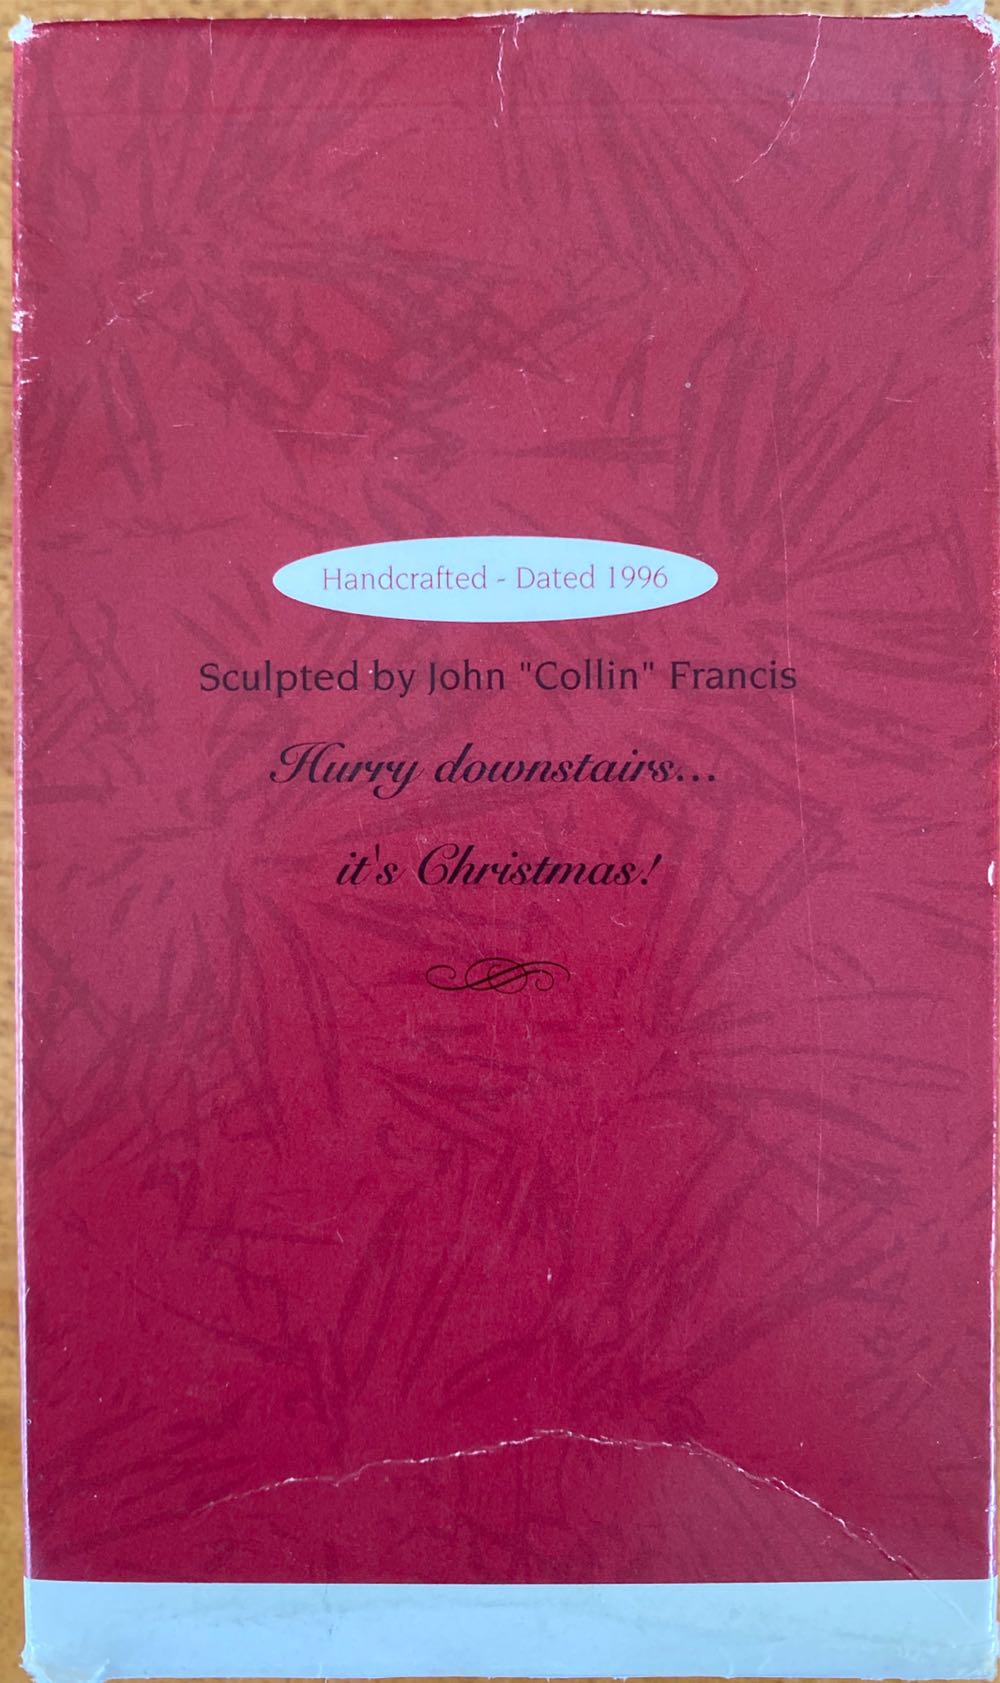 Handcrafted - Dated 1996
Sculpted by John "Collin" Francis
Hurry downstairs...
it's Christmas!